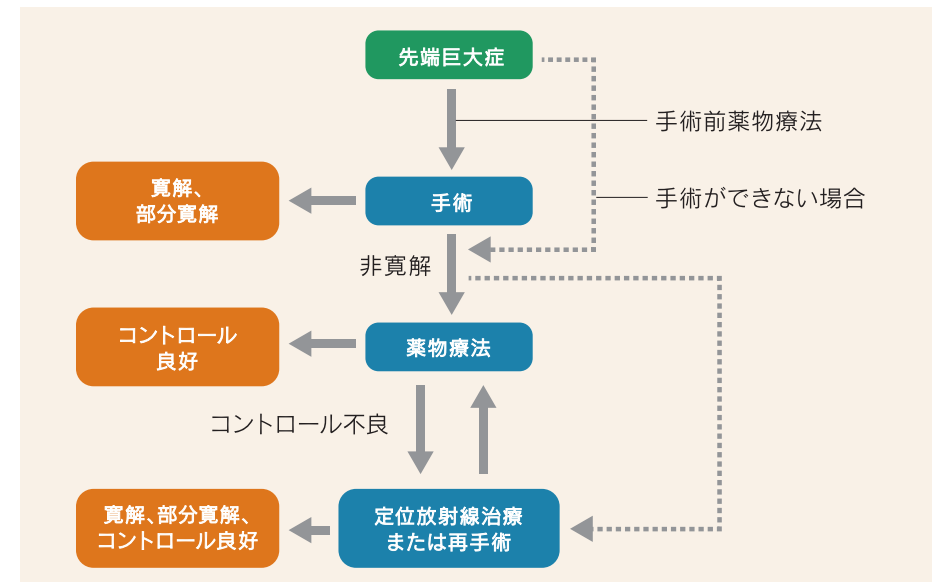 先端巨大症
手術前薬物療法
寛解、
部分寛解
手術
手術ができない場合
非寛解
コントロール
良好
薬物療法
コントロール不良
寛解、部分寛解、
コントロール良好
定位放射線治療
または再手術